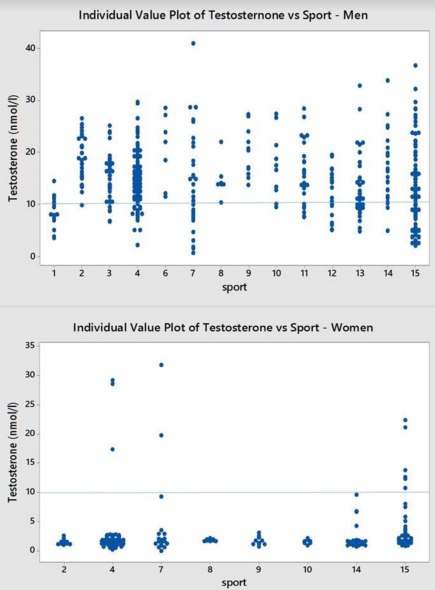 Individual Value Plot of Testosternone vs Sport - Men
40
30
20
10
0
Testosterone (nmol/l)
1 2 3 4 6 7 8 9 10 11 12 13 14 15
sport
Individual Value Plot of Testosterone vs Sport - Women
35
30
25
20
15
10
5
0
Testosterone (nmol/l)
2 4 7 8 9 10 14 15
sport